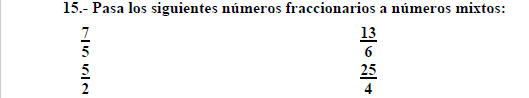 15.- Pasa los siguientes números fraccionarios a números mixtos:
7/5 13/6
5/2 25/4